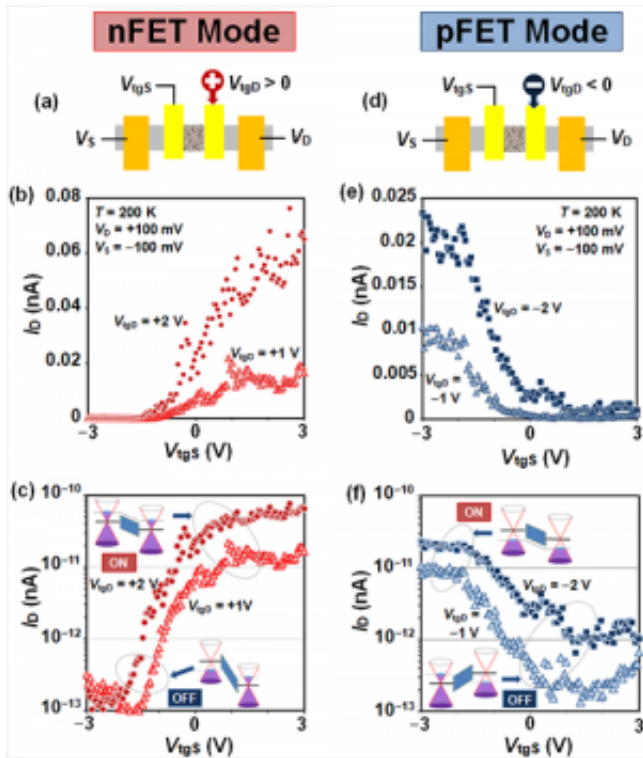 nFET Mode
pFET Mode
(a)
VtgS
VtgD > 0
VS
VD
(d)
VtgS
VtgD < 0
VS
VD
(b)
T = 200 K
VD = +100 mV
VS = −100 mV
VtgD = +2 V
VtgD = +1 V
ID (nA)
0.08
0.06
0.04
0.02
0
−3
0
3
VtgS (V)
(e)
T = 200 K
VD = +100 mV
VS = −100 mV
VtgD = −2 V
VtgD =
−1 V
ID (nA)
0.025
0.02
0.015
0.01
0.005
0
−3
0
3
VtgS (V)
(c)
ON
VtgD = +2 V
VtgD = +1V
OFF
ID (nA)
10−10
10−11
10−12
10−13
−3
0
3
VtgS (V)
(f)
ON
VtgD = −2 V
VtgD =
−1 V
OFF
ID (nA)
10−10
10−11
10−12
10−13
−3
0
3
VtgS (V)